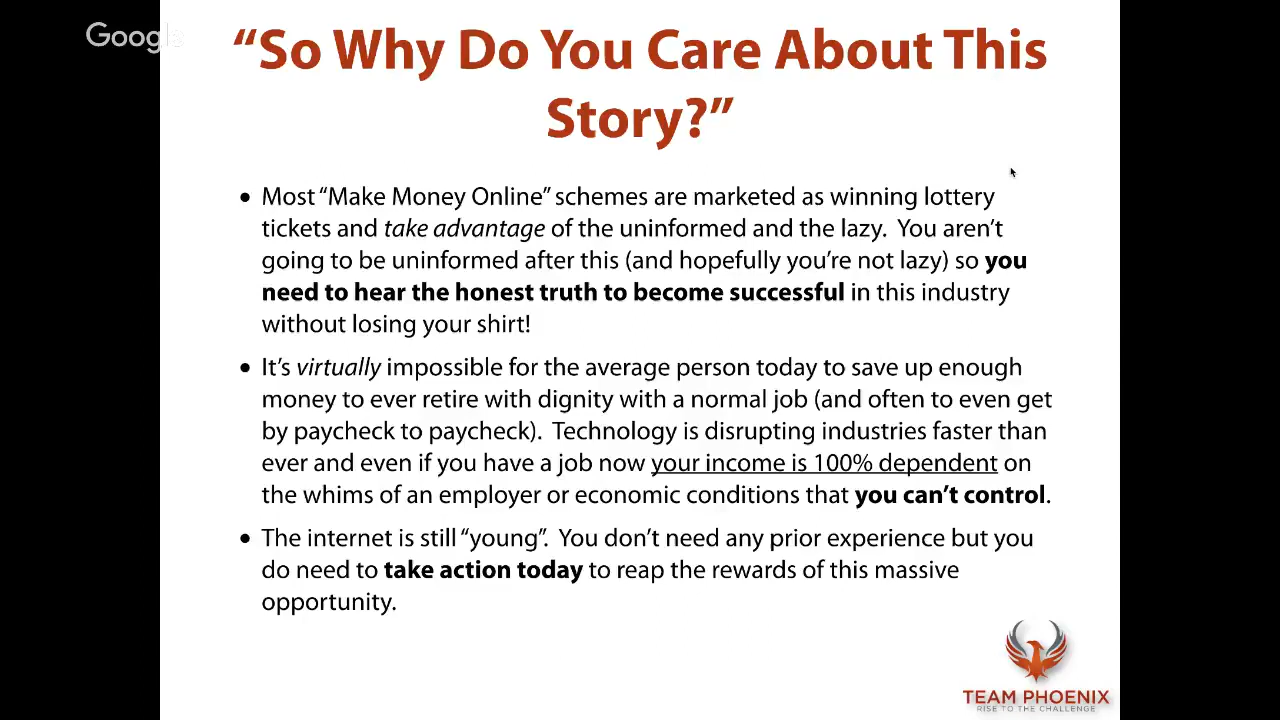 Google
“So Why Do You Care About This
Story?”
• Most “Make Money Online” schemes are marketed as winning lottery
tickets and take advantage of the uninformed and the lazy.  You aren’t
going to be uninformed after this (and hopefully you’re not lazy) so you
need to hear the honest truth to become successful in this industry
without losing your shirt!
• It’s virtually impossible for the average person today to save up enough
money to ever retire with dignity with a normal job (and often to even get
by paycheck to paycheck).  Technology is disrupting industries faster than
ever and even if you have a job now your income is 100% dependent on
the whims of an employer or economic conditions that you can’t control.
• The internet is still “young”.  You don’t need any prior experience but you
do need to take action today to reap the rewards of this massive
opportunity.
TEAM PHOENIX
RISE TO THE CHALLENGE